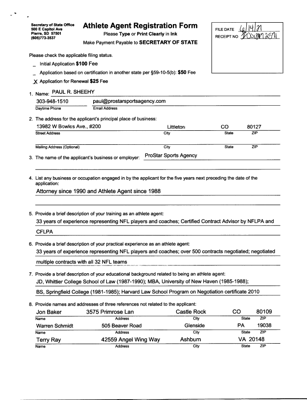 Secretary of State Office
500 E Capitol Ave
Pierre, SD 57501
(605)773-3537
Athlete Agent Registration Form
Please Type or Print Clearly in Ink
Make Payment Payable to SECRETARY OF STATE
FILE DATE
RECEIPT NO
Please check the applicable filing status.
Initial Application $100 Fee
Application based on certification in another state per §59-10-5(b) $50 Fee
X Application for Renewal $25 Fee
1. Name: PAUL R. SHEEHY
303-948-1510 paul@prostarsportsagency.com
Daytime Phone Email Address
2. The address for the applicant's principal place of business:
13982 W Bowles Ave., #200 Littleton CO 80127
Street Address City State ZIP
Mailing Address (Optional) City State ZIP
3. The name of the applicant's business or employer: ProStar Sports Agency
4. List any business or occupation engaged in by the applicant for the five years next preceding the date of the
application:
Attorney since 1990 and Athlete Agent since 1988
5. Provide a brief description of your training as an athlete agent:
33 years of experience representing NFL players and coaches; Certified Contract Advisor by NFLPA and
CFLPA
6. Provide a brief description of your practical experience as an athlete agent:
33 years of experience representing NFL players and coaches; over 500 contracts negotiated; negotiated
multiple contracts with all 32 NFL teams
7. Provide a brief description of your educational background related to being an athlete agent:
JD, Whittier College School of Law (1987-1990); MBA, University of New Haven (1985-1988);
BS, Springfield College (1981-1985); Harvard Law School Program on Negotiation certificate 2010
8. Provide names and addresses of three references not related to the applicant:
Jon Baker 3575 Primrose Lan Castle Rock CO 80109
Name Address City State ZIP
Warren Schmidt 505 Beaver Road Glenside PA 19038
Name Address City State ZIP
Terry Ray 42559 Angel Wing Way Ashburn VA 20148
Name Address City State ZIP